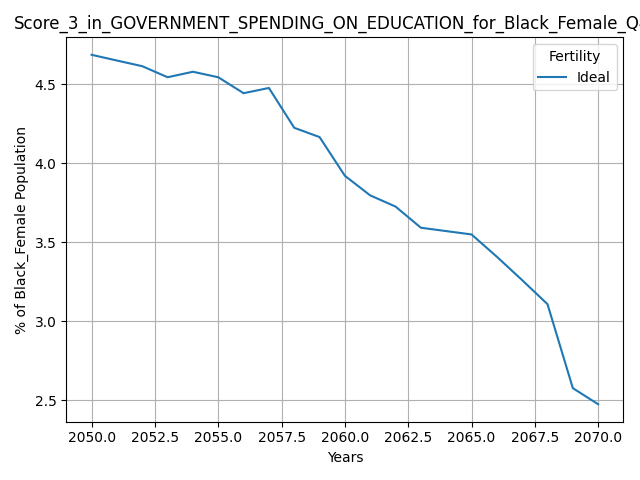 Score_3_in_GOVERNMENT_SPENDING_ON_EDUCATION_for_Black_Female_Q
Fertility
Ideal
% of Black_Female Population
4.5
4.0
3.5
3.0
2.5
2050.0 2052.5 2055.0 2057.5 2060.0 2062.5 2065.0 2067.5 2070.0
Years